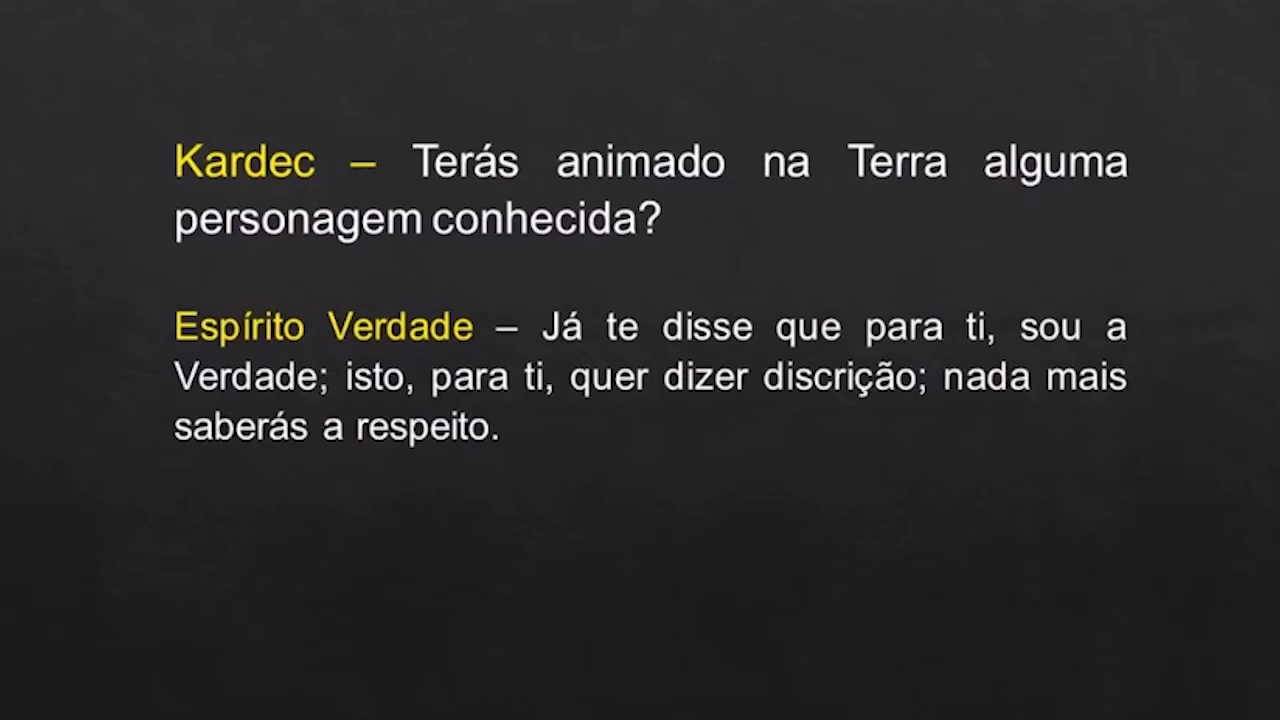 Kardec – Terás animado na Terra alguma
personagem conhecida?
Espírito Verdade – Já te disse que para ti, sou a
Verdade; isto, para ti, quer dizer discrição; nada mais
saberás a respeito.